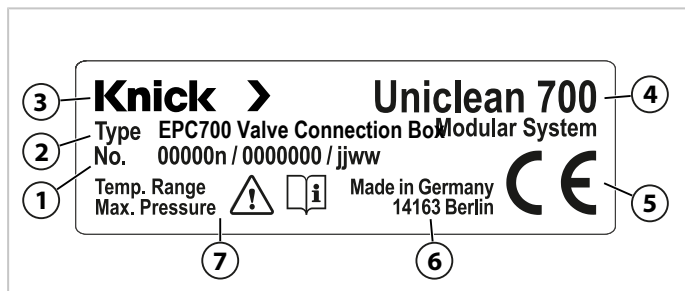 Knick >
Uniclean 700
Modular System
Type EPC700 Valve Connection Box
No. 00000n / 0000000 / jjww
Temp. Range
Max. Pressure
i
Made in Germany
14163 Berlin
CE
1
2
3
4
5
6
7